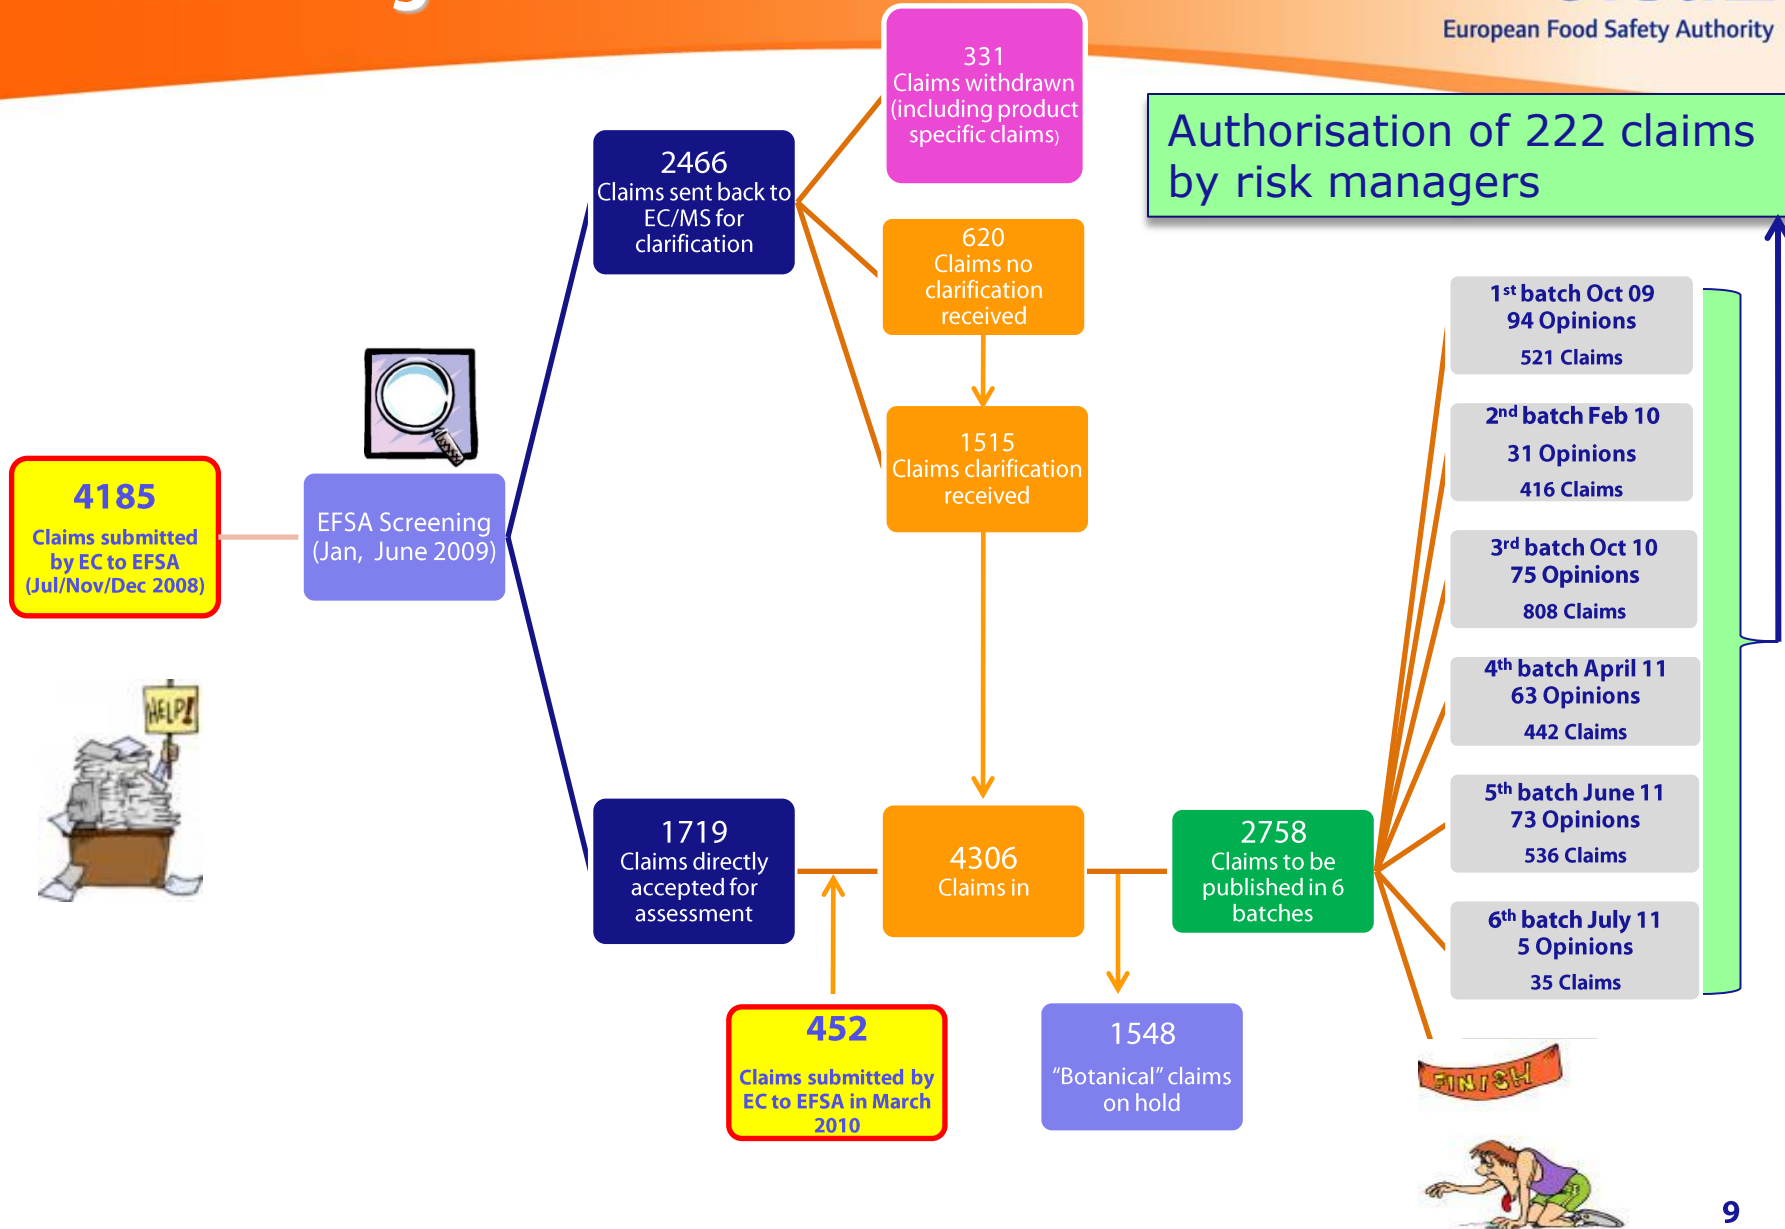 European Food Safety Authority
331
Claims withdrawn
(including product
specific claims)
Authorisation of 222 claims
by risk managers
2466
Claims sent back to
EC/MS for
clarification
620
Claims no
clarification
received
1515
Claims clarification
received
4185
Claims submitted
by EC to EFSA
(Jul/Nov/Dec 2008)
EFSA Screening
(Jan, June 2009)
HELP!
1719
Claims directly
accepted for
assessment
4306
Claims in
2758
Claims to be
published in 6
batches
452
Claims submitted by
EC to EFSA in March
2010
1548
“Botanical” claims
on hold
1st batch Oct 09
94 Opinions
521 Claims
2nd batch Feb 10
31 Opinions
416 Claims
3rd batch Oct 10
75 Opinions
808 Claims
4th batch April 11
63 Opinions
442 Claims
5th batch June 11
73 Opinions
536 Claims
6th batch July 11
5 Opinions
35 Claims
FINISH
9